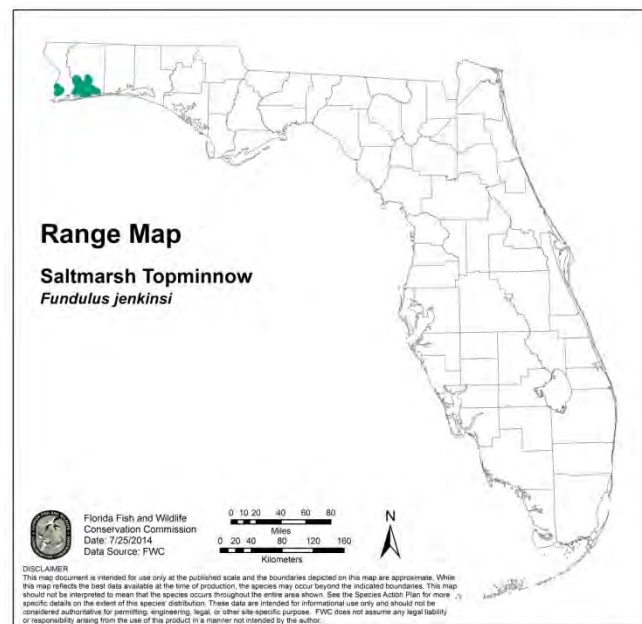 Range Map
Saltmarsh Topminnow
Fundulus jenkinsi
Florida Fish and Wildlife
Conservation Commission
Date: 7/25/2014
Data Source: FWC
0 10 20 40 60 80
Miles
0 20 40 80 120 160
Kilometers
N
DISCLAIMER
This map document is intended for use only at the published scale and the boundaries depicted on this map are approximate. While
this map reflects the best data available at the time of production, the species may occur beyond the indicated boundaries. This map
should not be interpreted to mean that the species occurs throughout the entire area shown. See the Species Action Plan for more
specific details on the extent of this species' distribution. These data are intended for informational use only and should not be
considered authoritative for permitting, engineering, legal, or other site-specific purpose. FWC does not assume any legal liability
or responsibility arising from the use of this product in a manner not intended by the author.